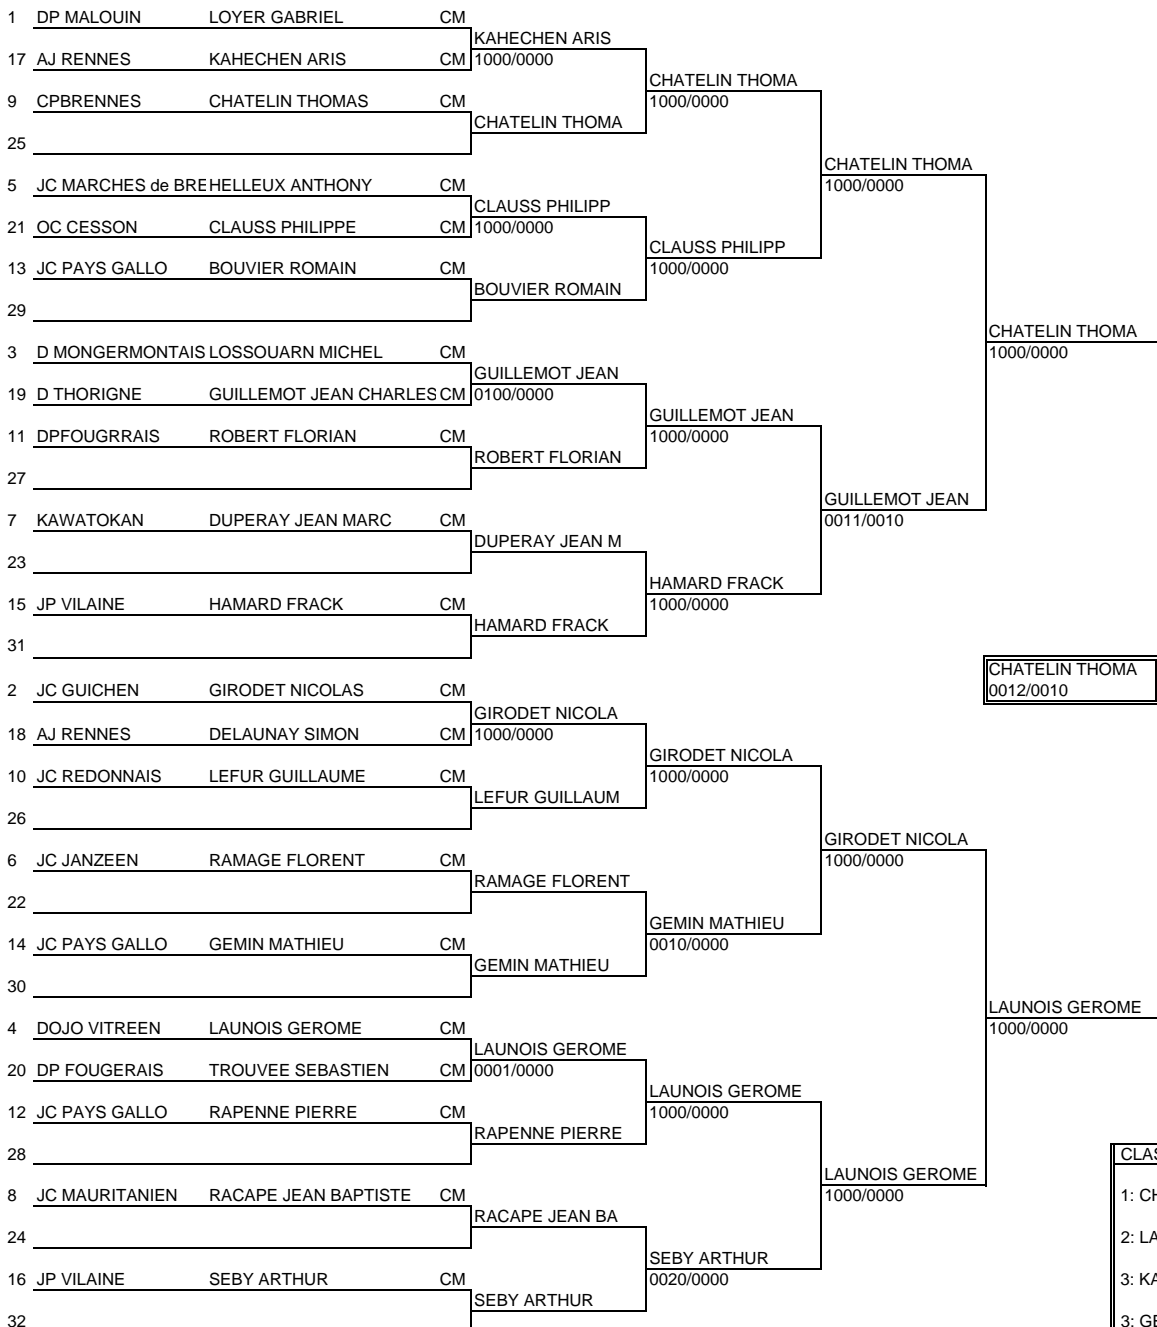 1 DP MALOUIN LOYER GABRIEL CM
KAHECHEN ARIS
17 AJ RENNES KAHECHEN ARIS CM 1000/0000
CHATELIN THOMA
9 CPBRENNES CHATELIN THOMAS CM 1000/0000
CHATELIN THOMA
25
CHATELIN THOMA
5 JC MARCHES de BRE HELLEUX ANTHONY CM 1000/0000
CLAUSS PHILIPP
21 OC CESSON CLAUSS PHILIPPE CM 1000/0000
CLAUSS PHILIPP
13 JC PAYS GALLO BOUVIER ROMAIN CM 1000/0000
BOUVIER ROMAIN
29
CHATELIN THOMA
3 D MONGERMONTAIS LOSSOUARN MICHEL CM 1000/0000
GUILLEMOT JEAN
19 D THORIGNE GUILLEMOT JEAN CHARLES CM 0100/0000
GUILLEMOT JEAN
11 DPFOUGRRAIS ROBERT FLORIAN CM 1000/0000
ROBERT FLORIAN
27
GUILLEMOT JEAN
7 KAWATOKAN DUPERAY JEAN MARC CM 0011/0010
DUPERAY JEAN M
23
HAMARD FRACK
15 JP VILAINE HAMARD FRACK CM 1000/0000
HAMARD FRACK
31
CHATELIN THOMA
2 JC GUICHEN GIRODET NICOLAS CM 0012/0010
GIRODET NICOLA
18 AJ RENNES DELAUNAY SIMON CM 1000/0000
GIRODET NICOLA
10 JC REDONNAIS LEFUR GUILLAUME CM 1000/0000
LEFUR GUILLAUM
26
GIRODET NICOLA
6 JC JANZEEN RAMAGE FLORENT CM 1000/0000
RAMAGE FLORENT
22
GEMIN MATHIEU
14 JC PAYS GALLO GEMIN MATHIEU CM 0010/0000
GEMIN MATHIEU
30
LAUNOIS GEROME
4 DOJO VITREEN LAUNOIS GEROME CM 1000/0000
LAUNOIS GEROME
20 DP FOUGERAIS TROUVEE SEBASTIEN CM 0001/0000
LAUNOIS GEROME
12 JC PAYS GALLO RAPENNE PIERRE CM 1000/0000
RAPENNE PIERRE
28 CLAS
LAUNOIS GEROME
8 JC MAURITANIEN RACAPE JEAN BAPTISTE CM 1000/0000 1: CH
RACAPE JEAN BA
24 2: LA
SEBY ARTHUR
16 JP VILAINE SEBY ARTHUR CM 0020/0000 3: KA
SEBY ARTHUR
32 3: GE